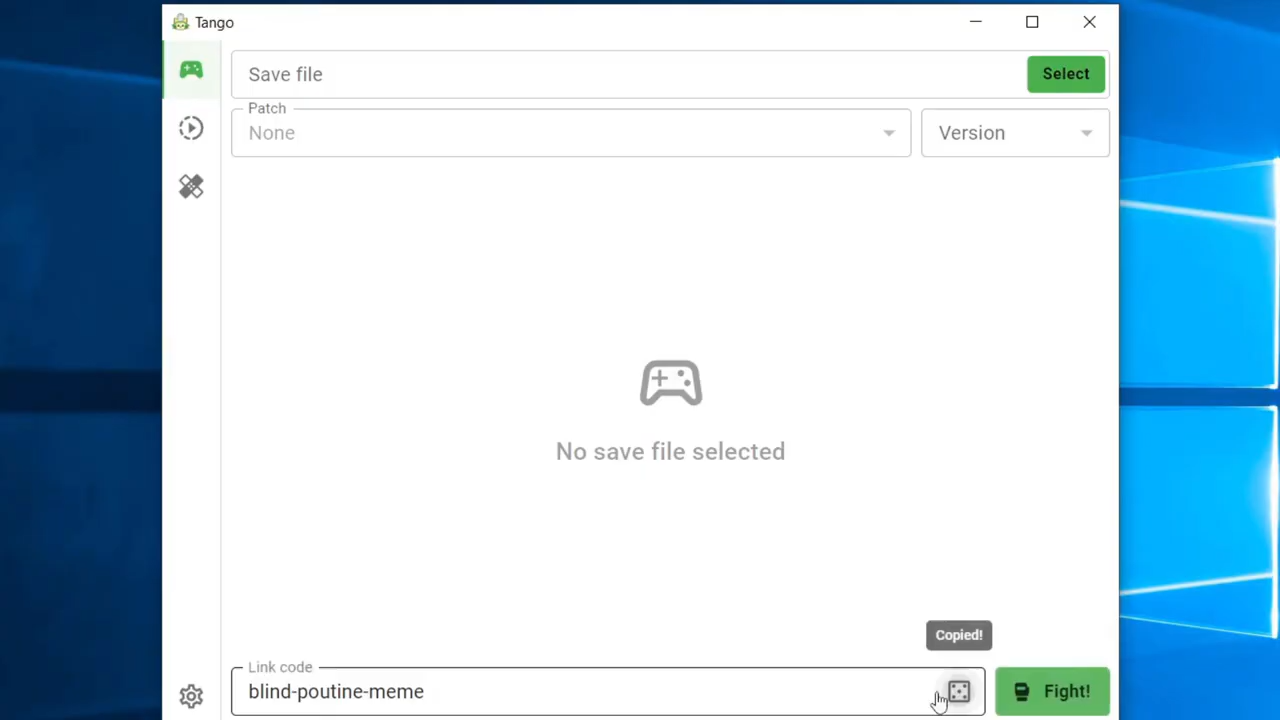 Tango
Save file
Select
Patch
None
Version
No save file selected
Copied!
Link code
blind-poutine-meme
Fight!